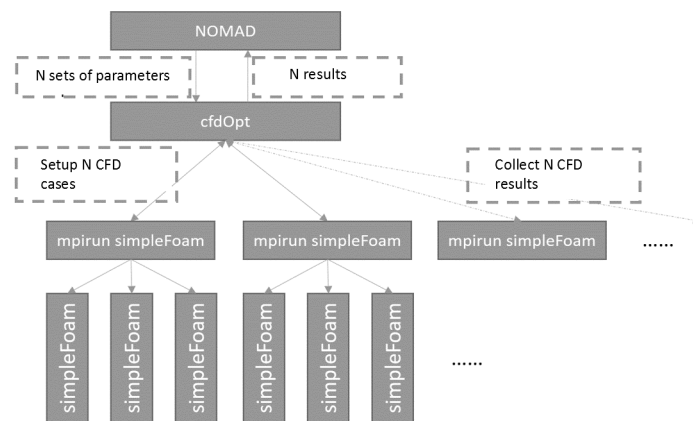 NOMAD
N sets of parameters
N results
cfdOpt
Setup N CFD
cases
Collect N CFD
results
mpirun simpleFoam
mpirun simpleFoam
mpirun simpleFoam
......
simpleFoam
simpleFoam
simpleFoam
simpleFoam
simpleFoam
simpleFoam
......